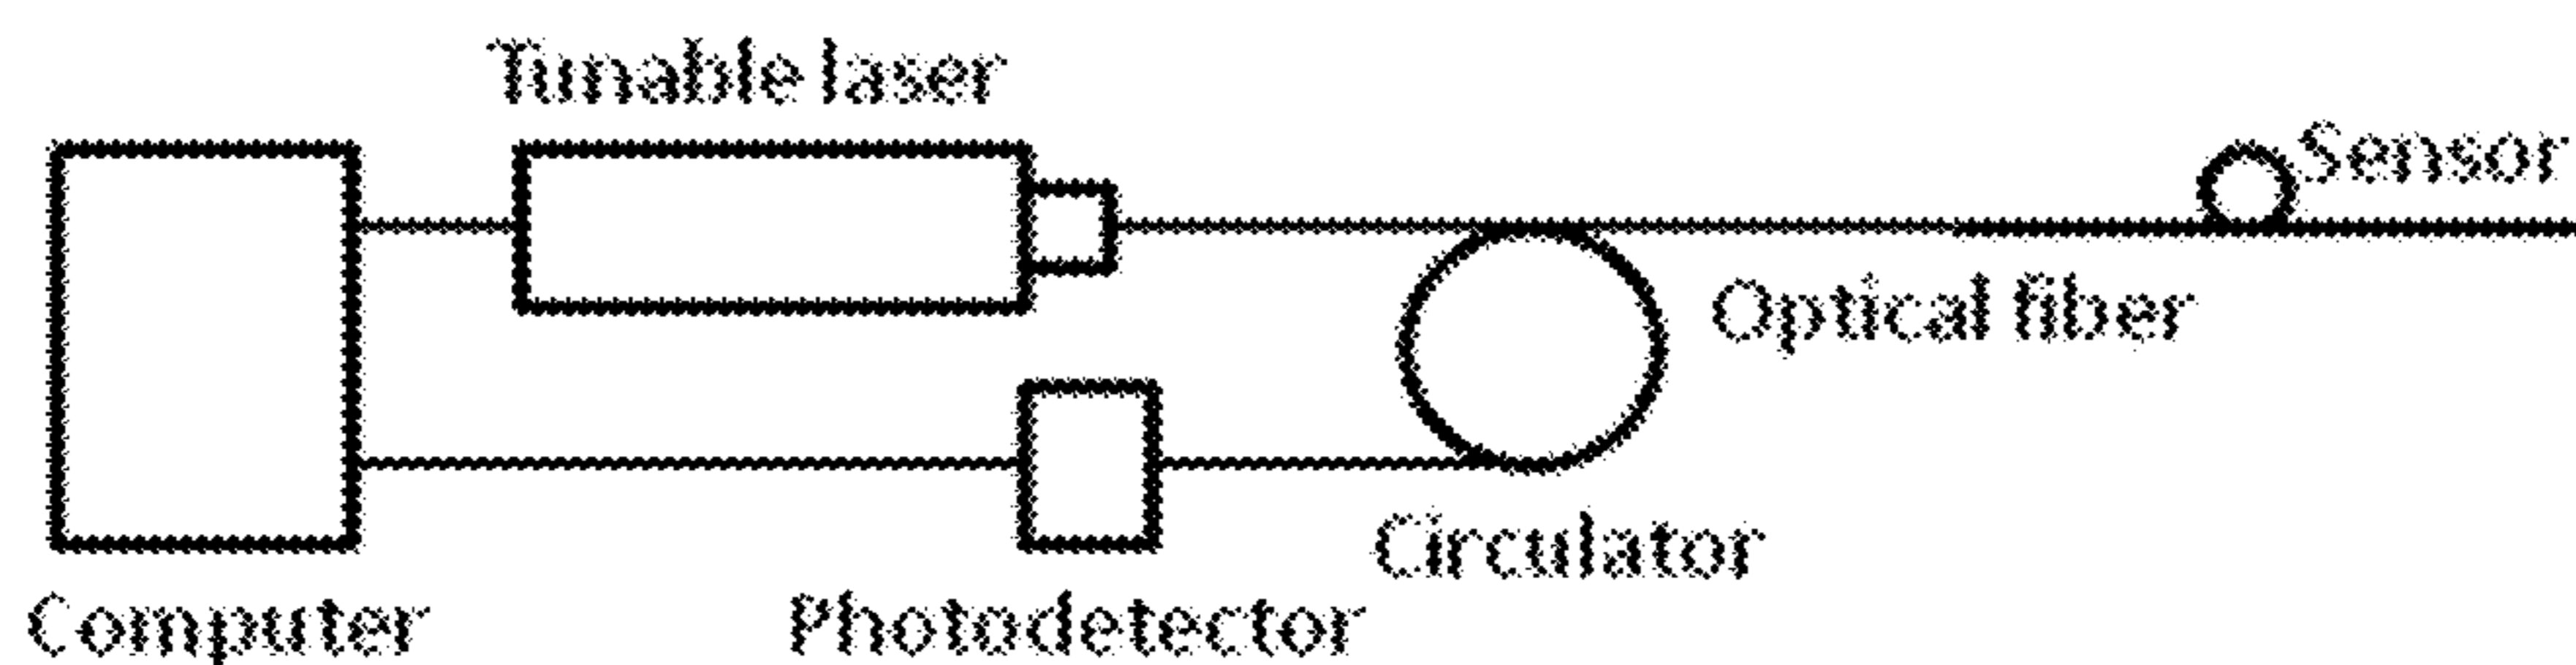 Tunable laser
Sensor
Optical fiber
Circulator
Computer
Photodetector